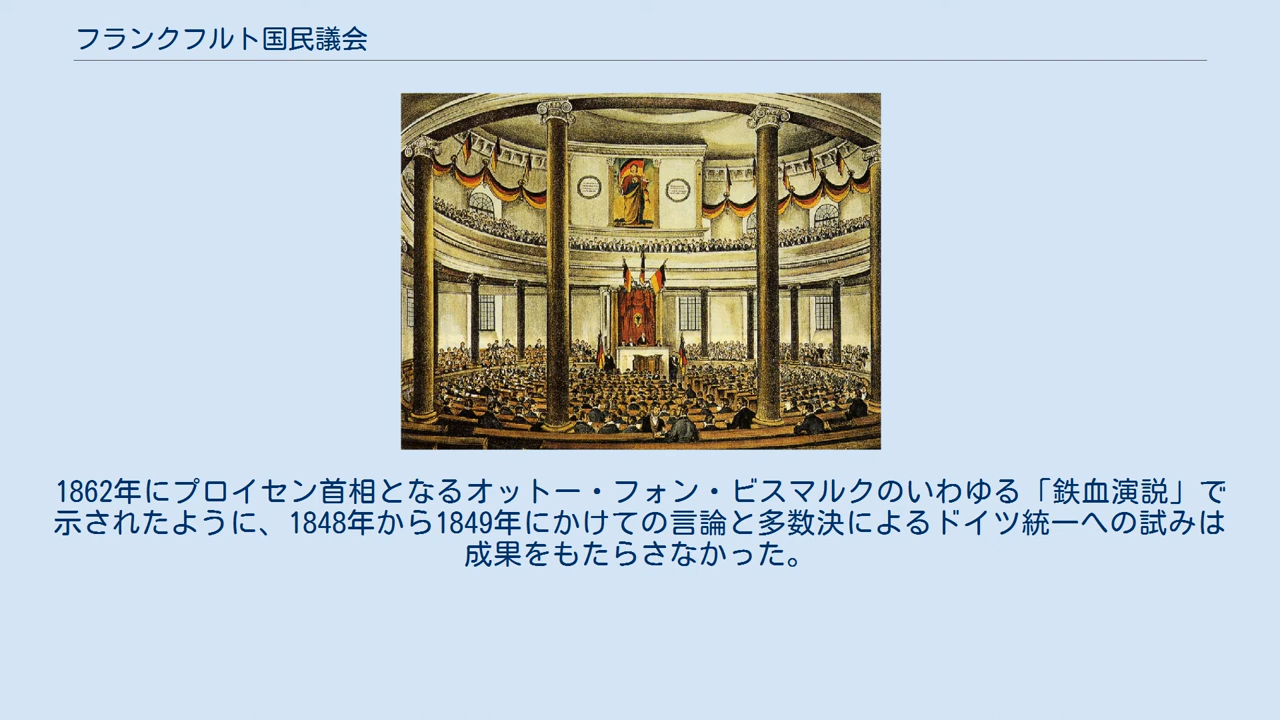 フランクフルト国民議会
1862年にプロイセン首相となるオットー・フォン・ビスマルクのいわゆる「鉄血演説」で
示されたように、1848年から1849年にかけての言論と多数決によるドイツ統一への試みは
成果をもたらさなかった。